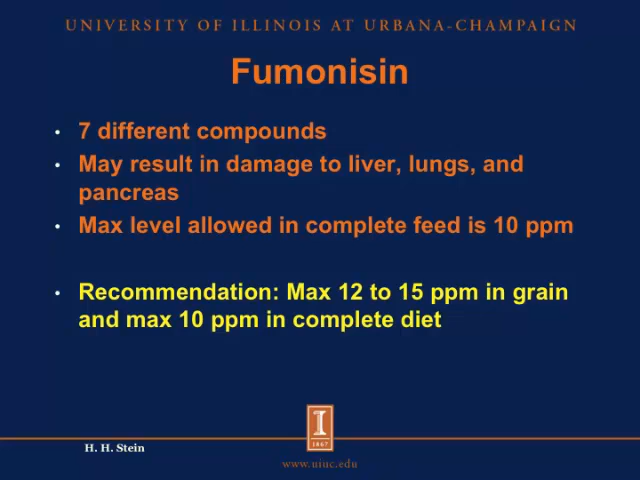 UNIVERSITY OF ILLINOIS AT URBANA-CHAMPAIGN
Fumonisin
• 7 different compounds
• May result in damage to liver, lungs, and
pancreas
• Max level allowed in complete feed is 10 ppm
• Recommendation: Max 12 to 15 ppm in grain
and max 10 ppm in complete diet
I
1867
H. H. Stein
www.uiuc.edu